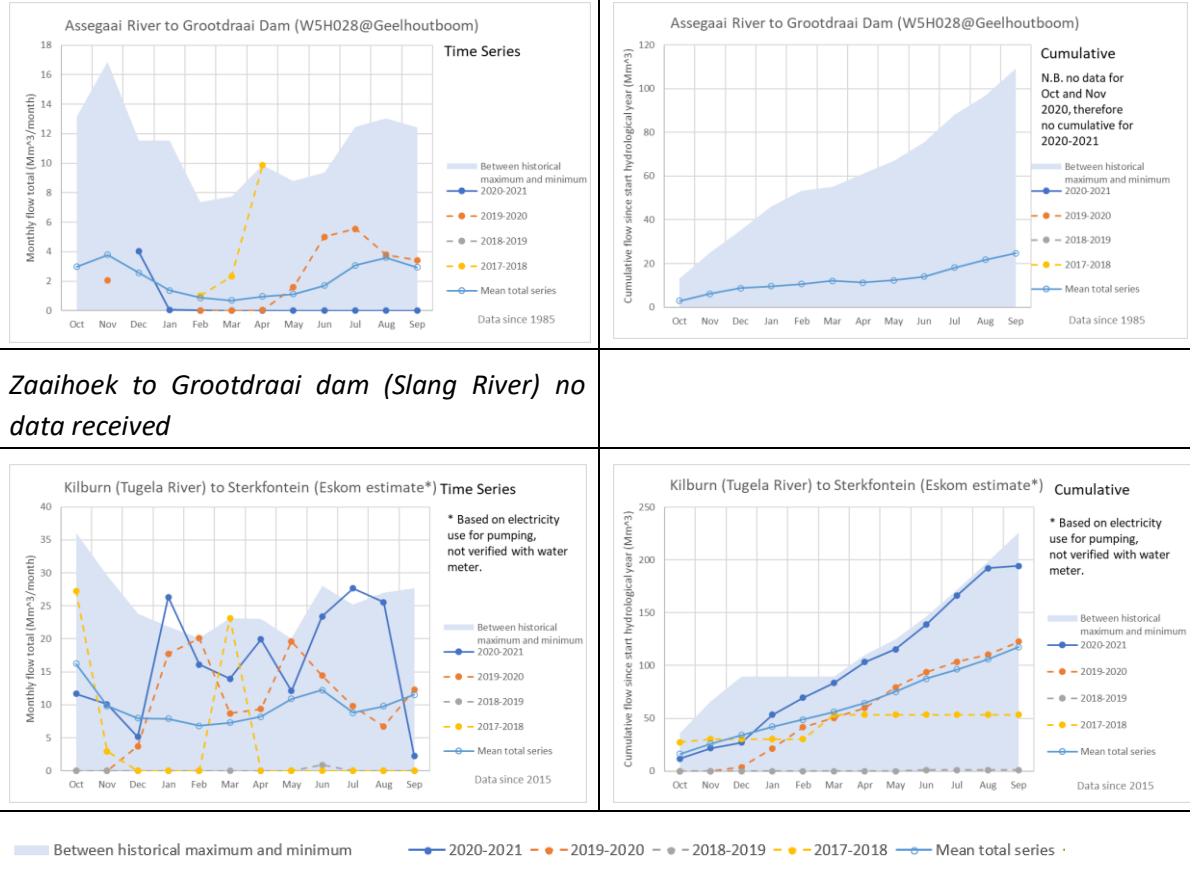 Assegaai River to Grootdraai Dam (W5H028@Geelhoutboom)
Time Series
Monthly flow total (Mm^3/month)
18
16
14
12
10
8
6
4
2
0
Oct Nov Dec Jan Feb Mar Apr May Jun Jul Aug Sep
Between historical
maximum and minimum
2020-2021
2019-2020
2018-2019
2017-2018
Mean total series
Data since 1985
Assegaai River to Grootdraai Dam (W5H028@Geelhoutboom)
Cumulative
N.B. no data for
Oct and Nov
2020, therefore
no cumulative for
2020-2021
Cumulative flow since start hydrological year (Mm^3)
120
100
80
60
40
20
0
Oct Nov Dec Jan Feb Mar Apr May Jun Jul Aug Sep
Between historical
maximum and minimum
2020-2021
2019-2020
2018-2019
2017-2018
Mean total series
Data since 1985
Zaaihoek to Grootdraai dam (Slang River) no
data received
Kilburn (Tugela River) to Sterkfontein (Eskom estimate*)
Time Series
* Based on electricity
use for pumping,
not verified with water
meter.
Monthly flow total (Mm^3/month)
40
35
30
25
20
15
10
5
0
Oct Nov Dec Jan Feb Mar Apr May Jun Jul Aug Sep
Between historical
maximum and minimum
2020-2021
2019-2020
2018-2019
2017-2018
Mean total series
Data since 2015
Kilburn (Tugela River) to Sterkfontein (Eskom estimate*)
Cumulative
* Based on electricity
use for pumping,
not verified with water
meter.
Cumulative flow since start hydrological year (Mm^3)
250
200
150
100
50
0
Oct Nov Dec Jan Feb Mar Apr May Jun Jul Aug Sep
Between historical
maximum and minimum
2020-2021
2019-2020
2018-2019
2017-2018
Mean total series
Data since 2015
Between historical maximum and minimum 2020-2021 2019-2020 2018-2019 2017-2018 Mean total series